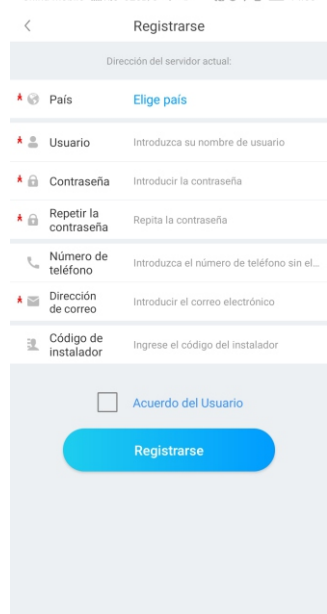 Registrarse
Dirección del servidor actual:
* País Elige país
* Usuario Introduzca su nombre de usuario
* Contraseña Introducir la contraseña
* Repetir la
contraseña Repita la contraseña
Número de
teléfono Introduzca el número de teléfono sin el...
* Dirección
de correo Introducir el correo electrónico
Código de
instalador Ingrese el código del instalador
Acuerdo del Usuario
Registrarse